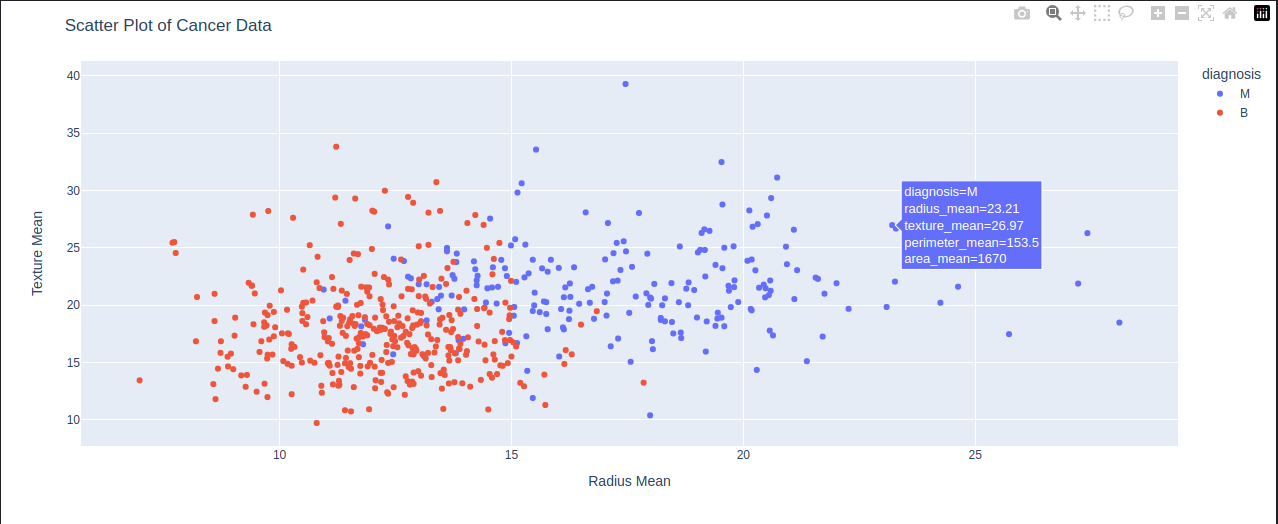 Scatter Plot of Cancer Data
diagnosis
M
B
Texture Mean
40
35
30
25
20
15
10
diagnosis=M
radius_mean=23.21
texture_mean=26.97
perimeter_mean=153.5
area_mean=1670
10
15
20
25
Radius Mean